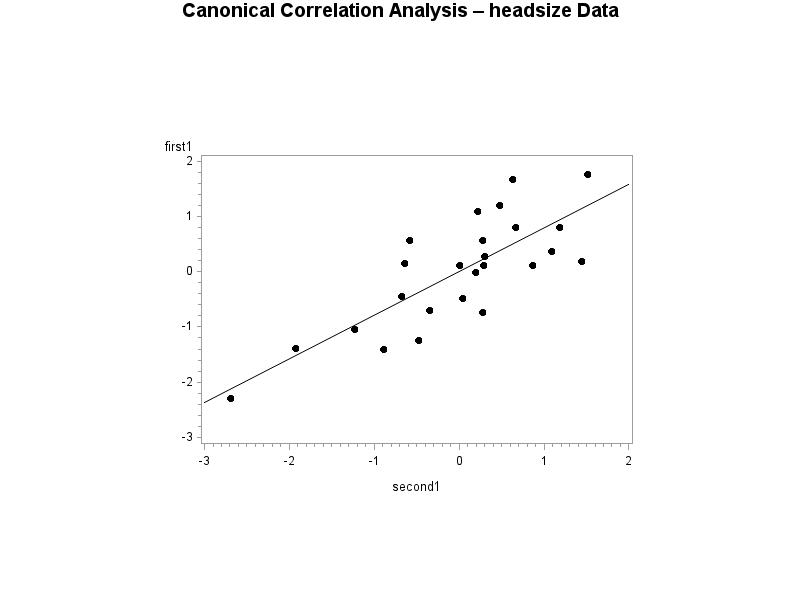 Canonical Correlation Analysis – headsize Data
first1
2
1
0
-1
-2
-3
-3 -2 -1 0 1 2
second1